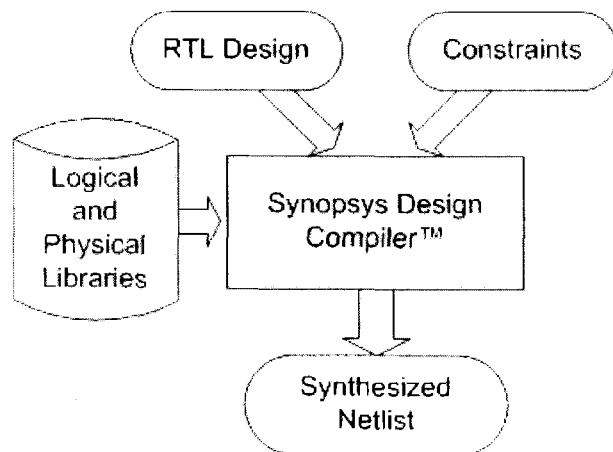 RTL Design
Constraints
Logical
and
Physical
Libraries
Synopsys Design
Compiler™
Synthesized
Netlist